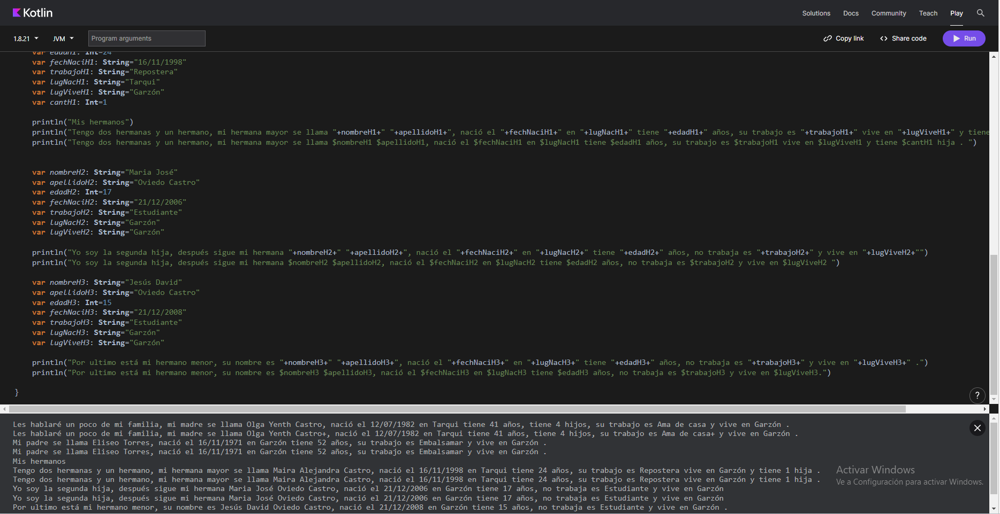 Kotlin
Solutions Docs Community Teach Play
1.8.21 JVM Program arguments Copy link Share code Run
var edadH1: Int=24
var fechNaciH1: String="16/11/1998"
var trabajoH1: String="Repostera"
var lugNacH1: String="Tarqui"
var lugViveH1: String="Garzón"
var cantH1: Int=1
println("Mis hermanos")
println("Tengo dos hermanas y un hermano, mi hermana mayor se llama "+nombreH1+" "+apellidoH1+", nació el "+fechNaciH1+" en "+lugNacH1+" tiene "+edadH1+" años, su trabajo es "+trabajoH1+" vive en "+lugViveH1+" y tiene
println("Tengo dos hermanas y un hermano, mi hermana mayor se llama $nombreH1 $apellidoH1, nació el $fechNaciH1 en $lugNacH1 tiene $edadH1 años, su trabajo es $trabajoH1 vive en $lugViveH1 y tiene $cantH1 hija . ")
var nombreH2: String="Maria José"
var apellidoH2: String="Oviedo Castro"
var edadH2: Int=17
var fechNaciH2: String="21/12/2006"
var trabajoH2: String="Estudiante"
var lugNacH2: String="Garzón"
var lugViveH2: String="Garzón"
println("Yo soy la segunda hija, después sigue mi hermana "+nombreH2+" "+apellidoH2+", nació el "+fechNaciH2+" en "+lugNacH2+" tiene "+edadH2+" años, no trabaja es "+trabajoH2+" y vive en "+lugViveH2+"")
println("Yo soy la segunda hija, después sigue mi hermana $nombreH2 $apellidoH2, nació el $fechNaciH2 en $lugNacH2 tiene $edadH2 años, no trabaja es $trabajoH2 y vive en $lugViveH2 ")
var nombreH3: String="Jesús David"
var apellidoH3: String="Oviedo Castro"
var edadH3: Int=15
var fechNaciH3: String="21/12/2008"
var trabajoH3: String="Estudiante"
var lugNacH3: String="Garzón"
var lugViveH3: String="Garzón"
println("Por ultimo está mi hermano menor, su nombre es "+nombreH3+" "+apellidoH3+", nació el "+fechNaciH3+" en "+lugNacH3+" tiene "+edadH3+" años, no trabaja es "+trabajoH3+" y vive en "+lugViveH3+" .")
println("Por ultimo está mi hermano menor, su nombre es $nombreH3 $apellidoH3, nació el $fechNaciH3 en $lugNacH3 tiene $edadH3 años, no trabaja es $trabajoH3 y vive en $lugViveH3.")
}
?
Les hablaré un poco de mi familia, mi madre se llama Olga Yenth Castro, nació el 12/07/1982 en Tarqui tiene 41 años, tiene 4 hijos, su trabajo es Ama de casa y vive en Garzón .
Les hablaré un poco de mi familia, mi madre se llama Olga Yenth Castro+, nació el 12/07/1982 en Tarqui tiene 41 años, tiene 4 hijos, su trabajo es Ama de casa+ y vive en Garzón .
Mi padre se llama Eliseo Torres, nació el 16/11/1971 en Garzón tiene 52 años, su trabajo es Embalsamar y vive en Garzón .
Mi padre se llama Eliseo Torres, nació el 16/11/1971 en Garzón tiene 52 años, su trabajo es Embalsamar y vive en Garzón .
Mis hermanos
Tengo dos hermanas y un hermano, mi hermana mayor se llama Maira Alejandra Castro, nació el 16/11/1998 en Tarqui tiene 24 años, su trabajo es Repostera vive en Garzón y tiene 1 hija .
Tengo dos hermanas y un hermano, mi hermana mayor se llama Maira Alejandra Castro, nació el 16/11/1998 en Tarqui tiene 24 años, su trabajo es Repostera vive en Garzón y tiene 1 hija .
Yo soy la segunda hija, después sigue mi hermana Maria José Oviedo Castro, nació el 21/12/2006 en Garzón tiene 17 años, no trabaja es Estudiante y vive en Garzón
Yo soy la segunda hija, después sigue mi hermana Maria José Oviedo Castro, nació el 21/12/2006 en Garzón tiene 17 años, no trabaja es Estudiante y vive en Garzón
Por ultimo está mi hermano menor, su nombre es Jesús David Oviedo Castro, nació el 21/12/2008 en Garzón tiene 15 años, no trabaja es Estudiante y vive en Garzón .
Activar Windows
Ve a Configuración para activar Windows.